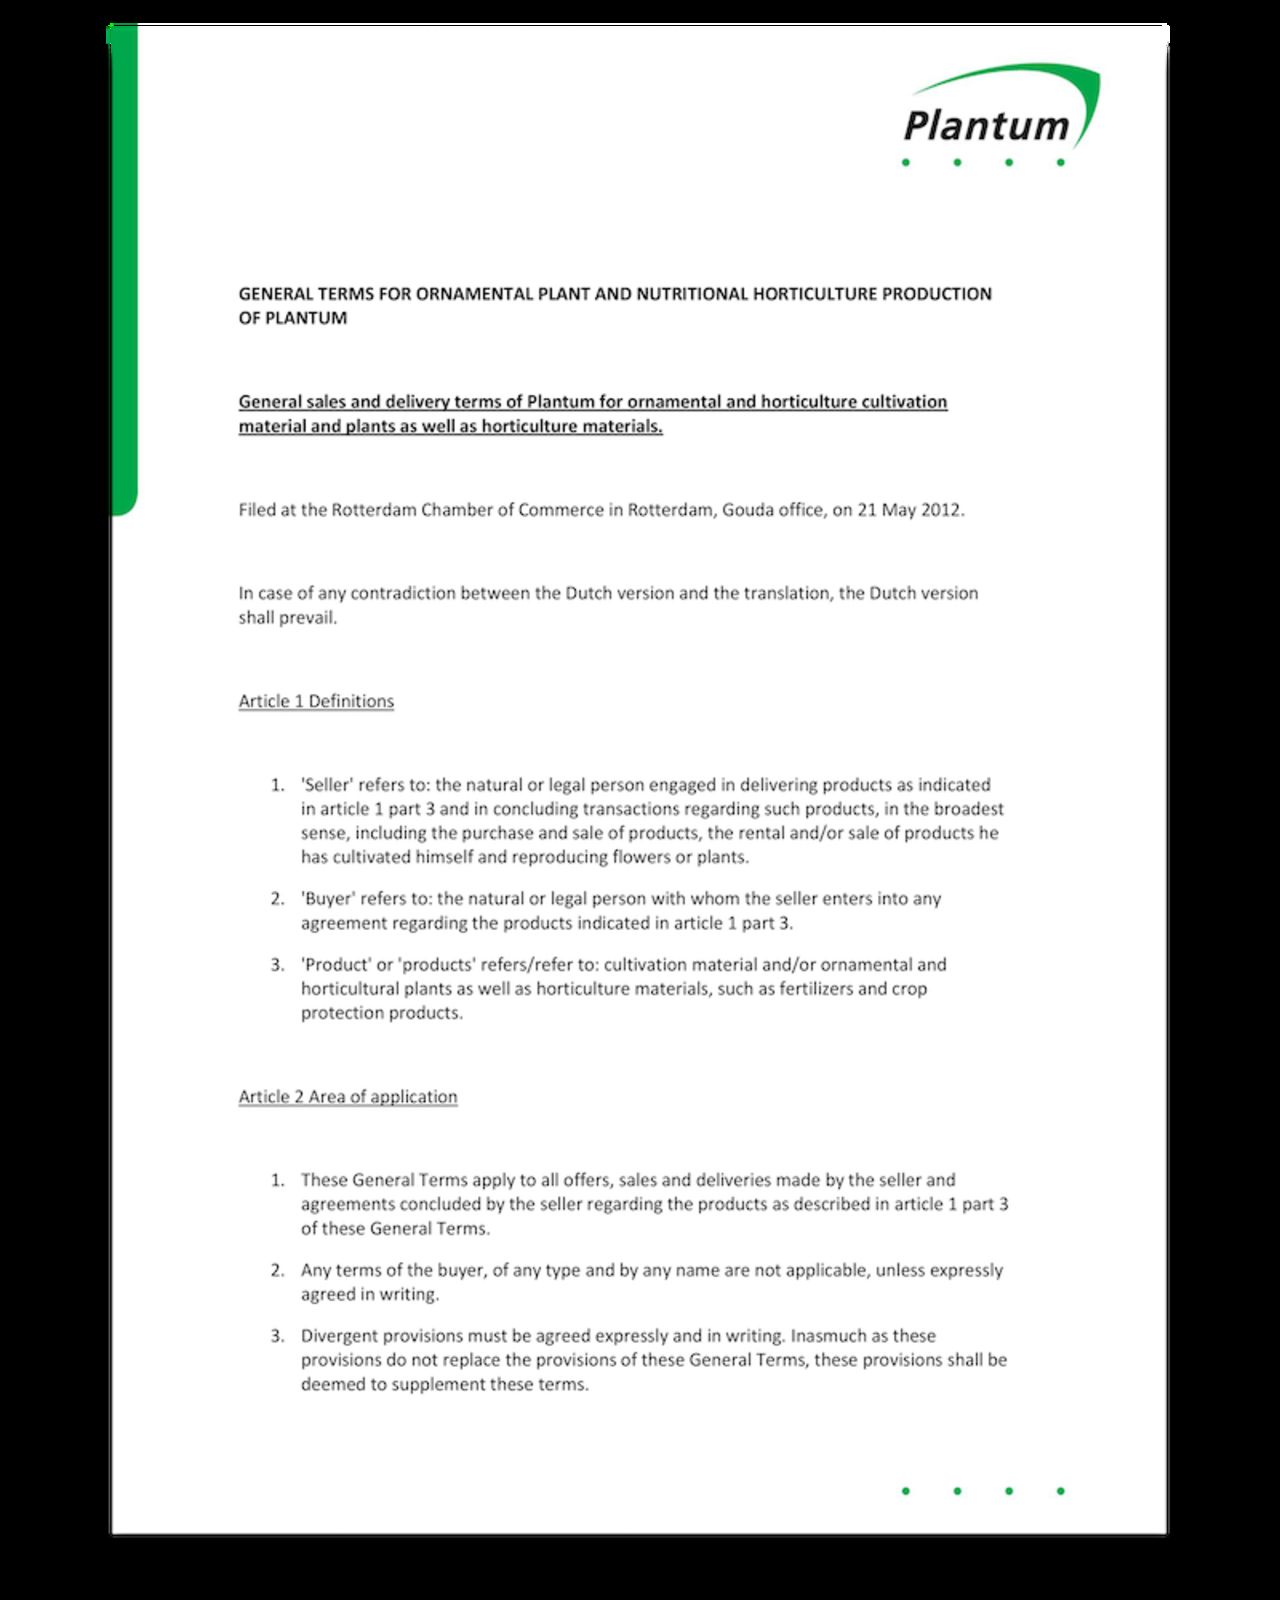 Plantum
GENERAL TERMS FOR ORNAMENTAL PLANT AND NUTRITIONAL HORTICULTURE PRODUCTION
OF PLANTUM
General sales and delivery terms of Plantum for ornamental and horticulture cultivation
material and plants as well as horticulture materials.
Filed at the Rotterdam Chamber of Commerce in Rotterdam, Gouda office, on 21 May 2012.
In case of any contradiction between the Dutch version and the translation, the Dutch version
shall prevail.
Article 1 Definitions
1. 'Seller' refers to: the natural or legal person engaged in delivering products as indicated
in article 1 part 3 and in concluding transactions regarding such products, in the broadest
sense, including the purchase and sale of products, the rental and/or sale of products he
has cultivated himself and reproducing flowers or plants.
2. 'Buyer' refers to: the natural or legal person with whom the seller enters into any
agreement regarding the products indicated in article 1 part 3.
3. 'Product' or 'products' refers/refer to: cultivation material and/or ornamental and
horticultural plants as well as horticulture materials, such as fertilizers and crop
protection products.
Article 2 Area of application
1. These General Terms apply to all offers, sales and deliveries made by the seller and
agreements concluded by the seller regarding the products as described in article 1 part 3
of these General Terms.
2. Any terms of the buyer, of any type and by any name are not applicable, unless expressly
agreed in writing.
3. Divergent provisions must be agreed expressly and in writing. Inasmuch as these
provisions do not replace the provisions of these General Terms, these provisions shall be
deemed to supplement these terms.